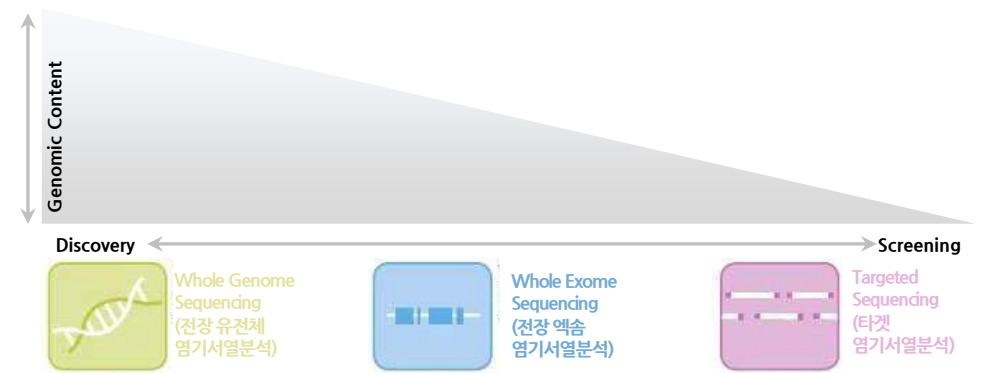 Genomic Content
Discovery
Screening
Whole Genome
Sequencing
(전장 유전체
염기서열분석)
Whole Exome
Sequencing
(전장 엑솜
염기서열분석)
Targeted
Sequencing
(타겟
염기서열분석)